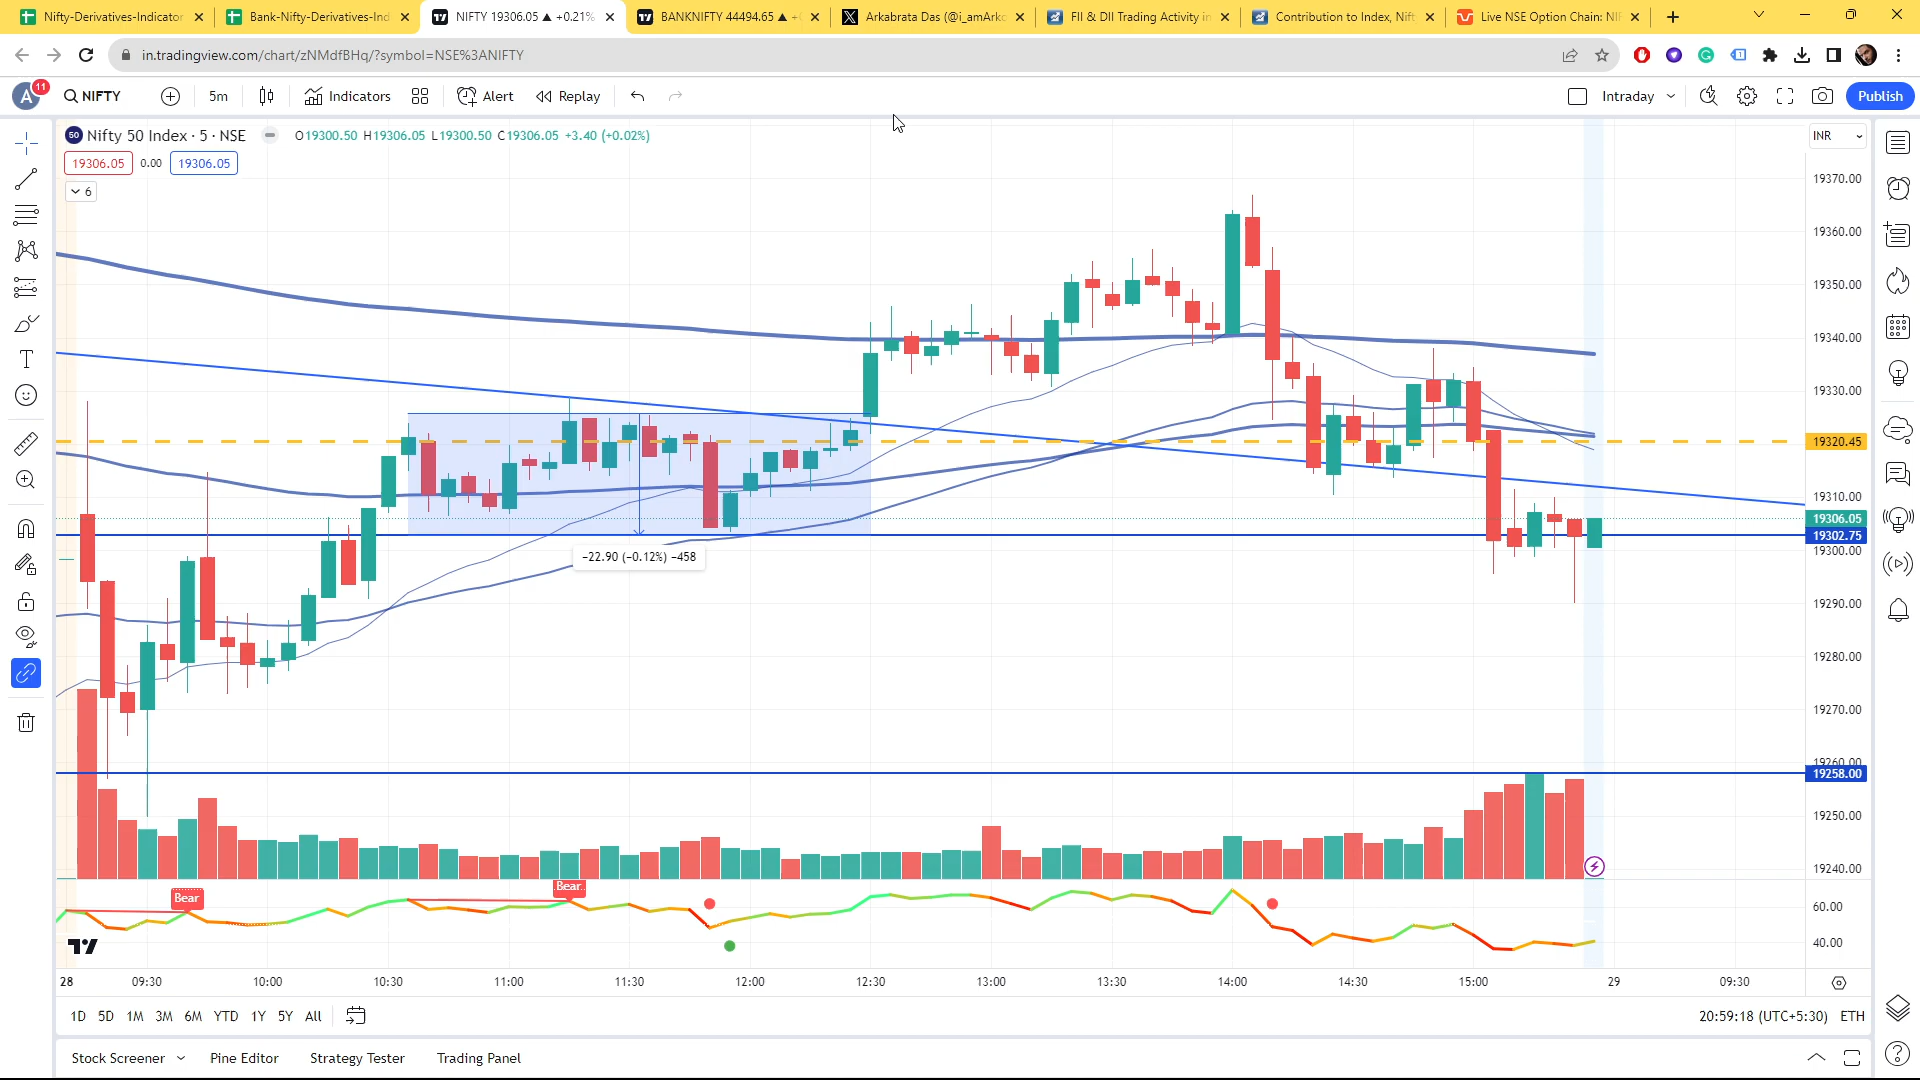 Nifty-Derivatives-Indicator
Bank-Nifty-Derivatives-Ind
NIFTY 19306.05 ▲ +0.21%
BANKNIFTY 44494.65 ▲ +
Arkabrata Das (@i_amArk
FII & DII Trading Activity in
Contribution to Index, Nift
Live NSE Option Chain: NI
in.tradingview.com/chart/zNMdfBHq/?symbol=NSE%3ANIFTY
A 11 NIFTY 5m Indicators Alert Replay Intraday Publish
50 Nifty 50 Index · 5 · NSE O19300.50 H19306.05 L19300.50 C19306.05 +3.40 (+0.02%) INR
19306.05 0.00 19306.05
6
19370.00
19360.00
19350.00
19340.00
19330.00
19320.45
19310.00
19306.05
19302.75
19300.00
−22.90 (−0.12%) −458
19290.00
19280.00
19270.00
19260.00
19258.00
19250.00
19240.00
Bear
Bear
60.00
40.00
28 09:30 10:00 10:30 11:00 11:30 12:00 12:30 13:00 13:30 14:00 14:30 15:00 29 09:30
1D 5D 1M 3M 6M YTD 1Y 5Y All 20:59:18 (UTC+5:30) ETH
Stock Screener Pine Editor Strategy Tester Trading Panel